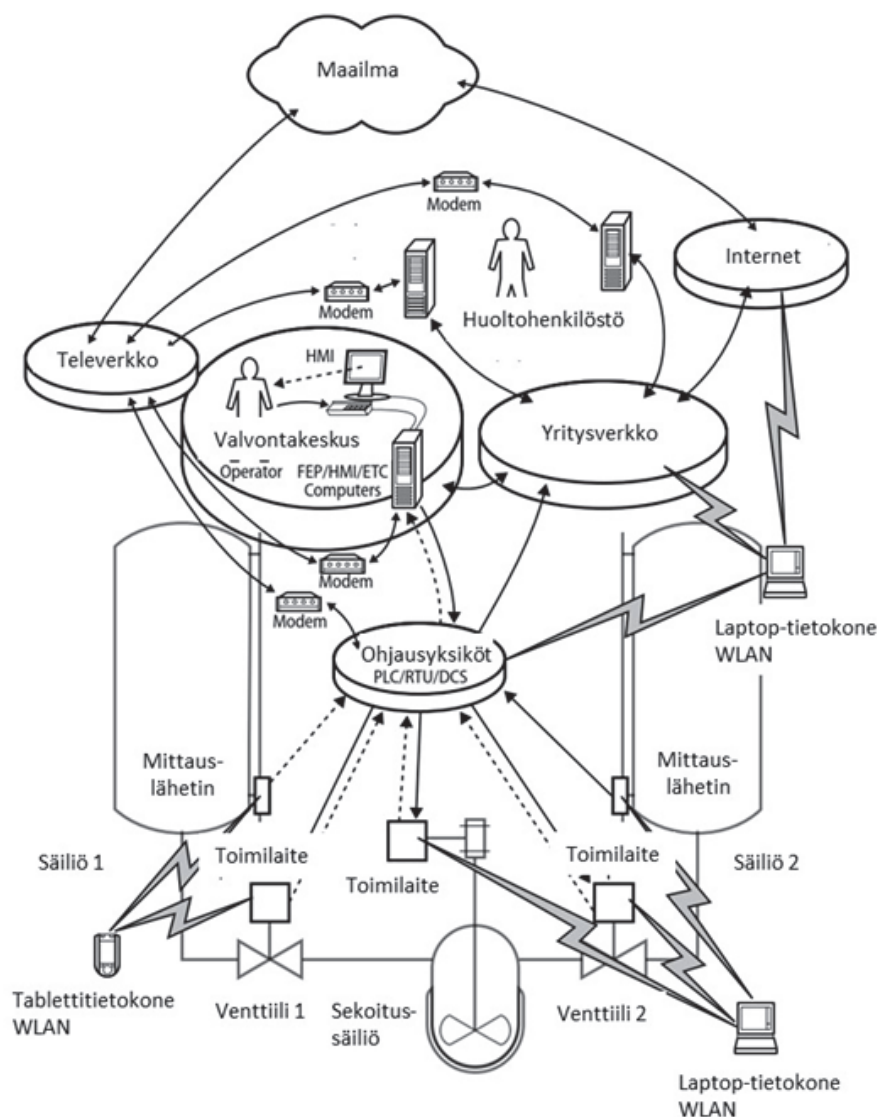 Maailma
Modem
Internet
Modem
Huoltohenkilöstö
Televerkko
HMI
Valvontakeskus
Operator
FEP/HMI/ETC
Computers
Yritysverkko
Modem
Modem
Ohjausyksiköt
PLC/RTU/DCS
Laptop-tietokone
WLAN
Mittaus-
lähetin
Mittaus-
lähetin
Säiliö 1
Toimilaite
Toimilaite
Toimilaite
Säiliö 2
Tablettitietokone
WLAN
Venttiili 1
Sekoitus-
säiliö
Venttiili 2
Laptop-tietokone
WLAN